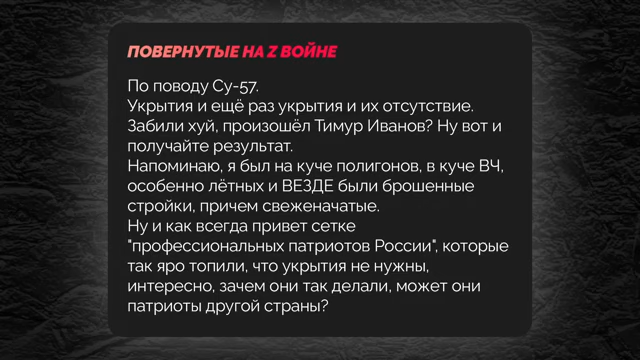 ПОВЕРНУТЫЕ НА Z ВОЙНЕ
По поводу Су-57.
Укрытия и ещё раз укрытия и их отсутствие.
Забили хуй, произошёл Тимур Иванов? Ну вот и
получайте результат.
Напоминаю, я был на куче полигонов, в куче ВЧ,
особенно лётных и ВЕЗДЕ были брошенные
стройки, причем свеженачатые.
Ну и как всегда привет сетке
"профессиональных патриотов России", которые
так яро топили, что укрытия не нужны,
интересно, зачем они так делали, может они
патриоты другой страны?